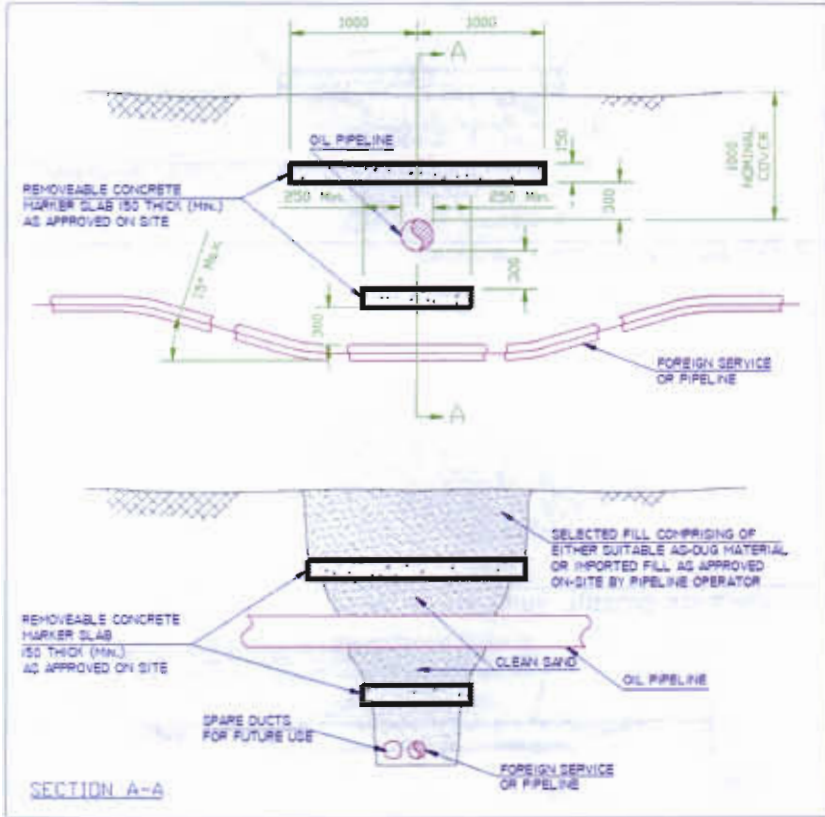 1000
1000
A
OIL PIPELINE
150
300
1000
NOMINAL
COVER
REMOVEABLE CONCRETE
MARKER SLAB 150 THICK (Min.)
AS APPROVED ON SITE
250 Min.
250 Min.
300
300
15° Max.
FOREIGN SERVICE
OR PIPELINE
A
SELECTED FILL COMPRISING OF
EITHER SUITABLE AS-DUG MATERIAL
OR IMPORTED FILL AS APPROVED
ON-SITE BY PIPELINE OPERATOR
REMOVEABLE CONCRETE
MARKER SLAB
150 THICK (Min.)
AS APPROVED ON SITE
CLEAN SAND
OIL PIPELINE
SPARE DUCTS
FOR FUTURE USE
FOREIGN SERVICE
OR PIPELINE
SECTION A-A